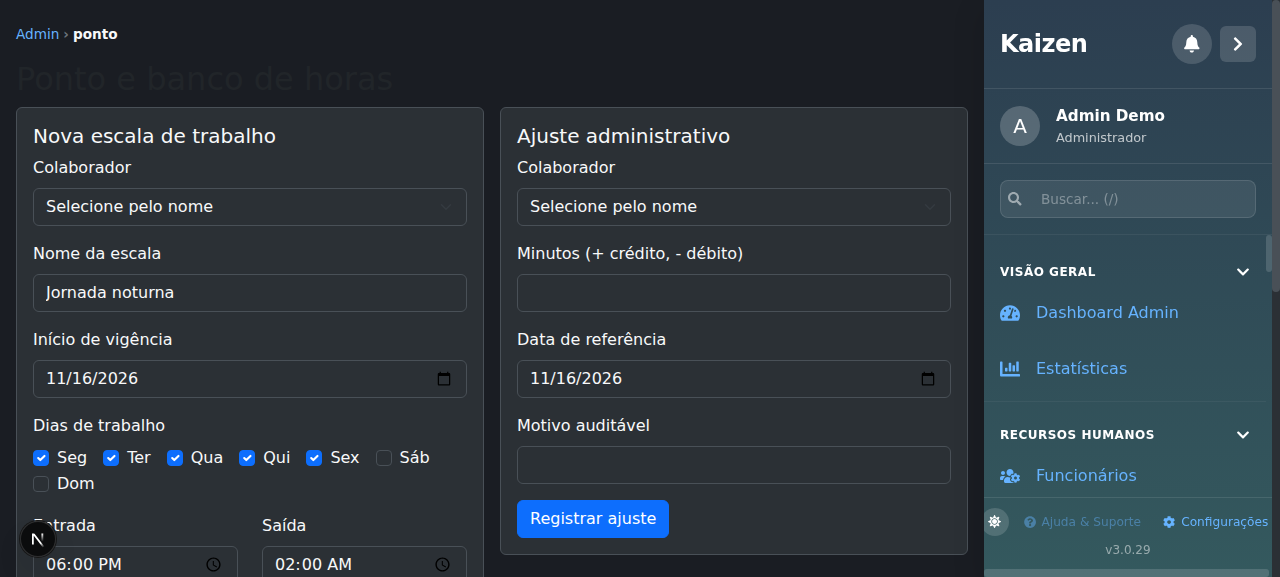 Admin › ponto
Ponto e banco de horas
Nova escala de trabalho
Colaborador
Selecione pelo nome
Nome da escala
Jornada noturna
Início de vigência
11/16/2026
Dias de trabalho
Seg Ter Qua Qui Sex Sáb
Dom
Entrada Saída
06:00 PM 02:00 AM
N
Ajuste administrativo
Colaborador
Selecione pelo nome
Minutos (+ crédito, - débito)
Data de referência
11/16/2026
Motivo auditável
Registrar ajuste
Kaizen
A
Admin Demo
Administrador
Buscar... (/)
VISÃO GERAL
Dashboard Admin
Estatísticas
RECURSOS HUMANOS
Funcionários
Ajuda & Suporte Configurações
v3.0.29